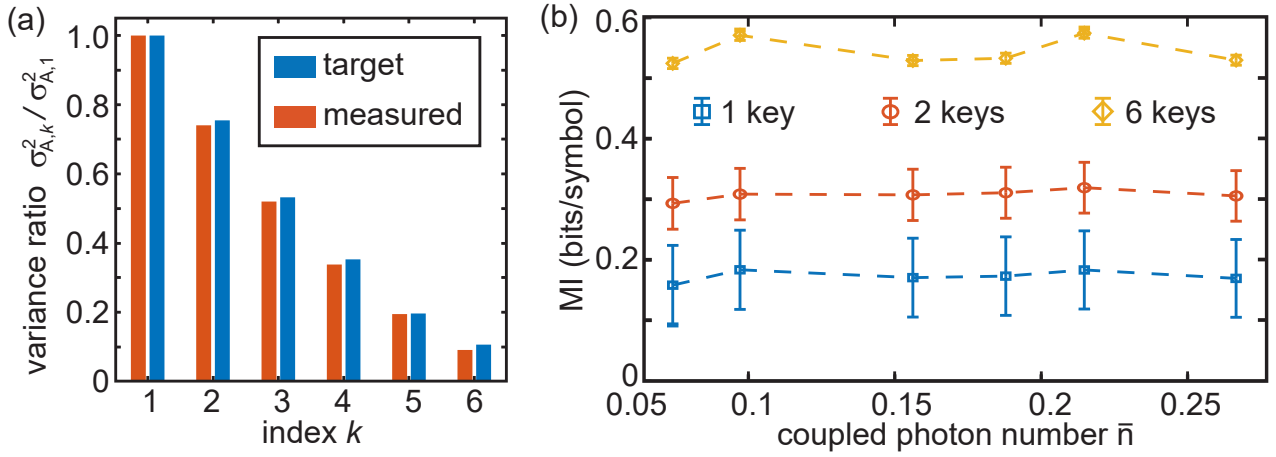 (a)
variance ratio σ²A,k / σ²A,1
1.0
0.8
0.6
0.4
0.2
0
target
measured
1 2 3 4 5 6
index k
(b)
MI (bits/symbol)
0.6
0.4
0.2
0
1 key 2 keys 6 keys
0.05 0.1 0.15 0.2 0.25
coupled photon number n̄